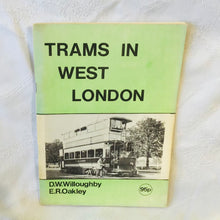 TRAMS IN
WEST
LONDON
D.W.Willoughby
E.R.Oakley
95p